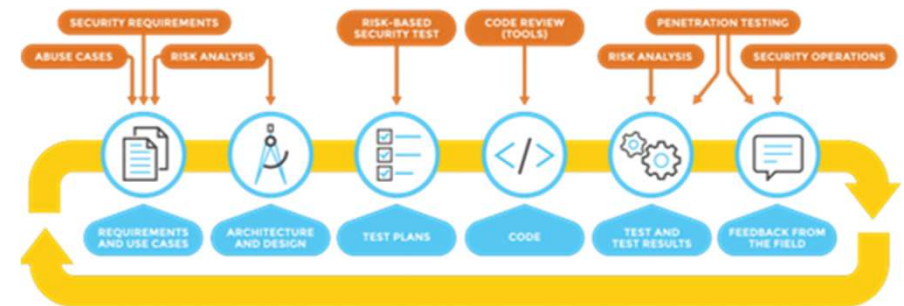 SECURITY REQUIREMENTS
ABUSE CASES
RISK ANALYSIS
RISK-BASED
SECURITY TEST
CODE REVIEW
(TOOLS)
PENETRATION TESTING
RISK ANALYSIS
SECURITY OPERATIONS
</>
REQUIREMENTS
AND USE CASES
ARCHITECTURE
AND DESIGN
TEST PLANS
CODE
TEST AND
TEST RESULTS
FEEDBACK FROM
THE FIELD